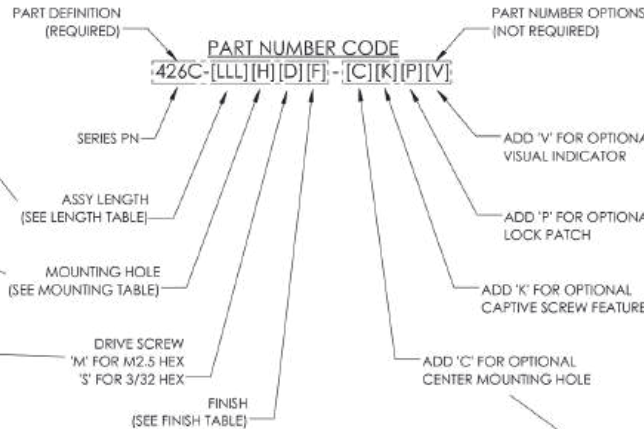 PART DEFINITION
(REQUIRED)
PART NUMBER OPTIONS
(NOT REQUIRED)
PART NUMBER CODE
426C-[LLL][H][D][F] - [C][K][P][V]
SERIES PN
ADD 'V' FOR OPTIONA
VISUAL INDICATOR
ASSY LENGTH
(SEE LENGTH TABLE)
ADD 'P' FOR OPTIONA
LOCK PATCH
MOUNTING HOLE
(SEE MOUNTING TABLE)
ADD 'K' FOR OPTIONAL
CAPTIVE SCREW FEATURE
DRIVE SCREW
'M' FOR M2.5 HEX
'S' FOR 3/32 HEX
ADD 'C' FOR OPTIONAL
CENTER MOUNTING HOLE
FINISH
(SEE FINISH TABLE)